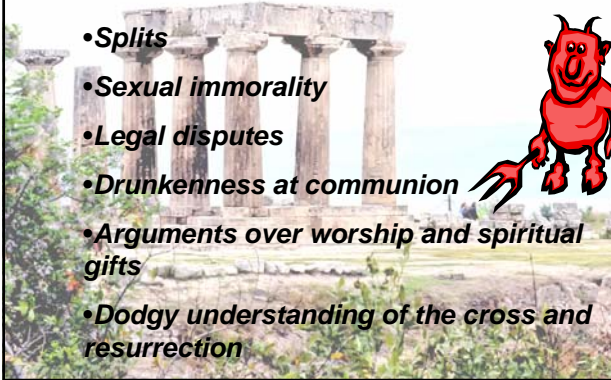 •Splits
•Sexual immorality
•Legal disputes
•Drunkenness at communion
•Arguments over worship and spiritual
gifts
•Dodgy understanding of the cross and
resurrection